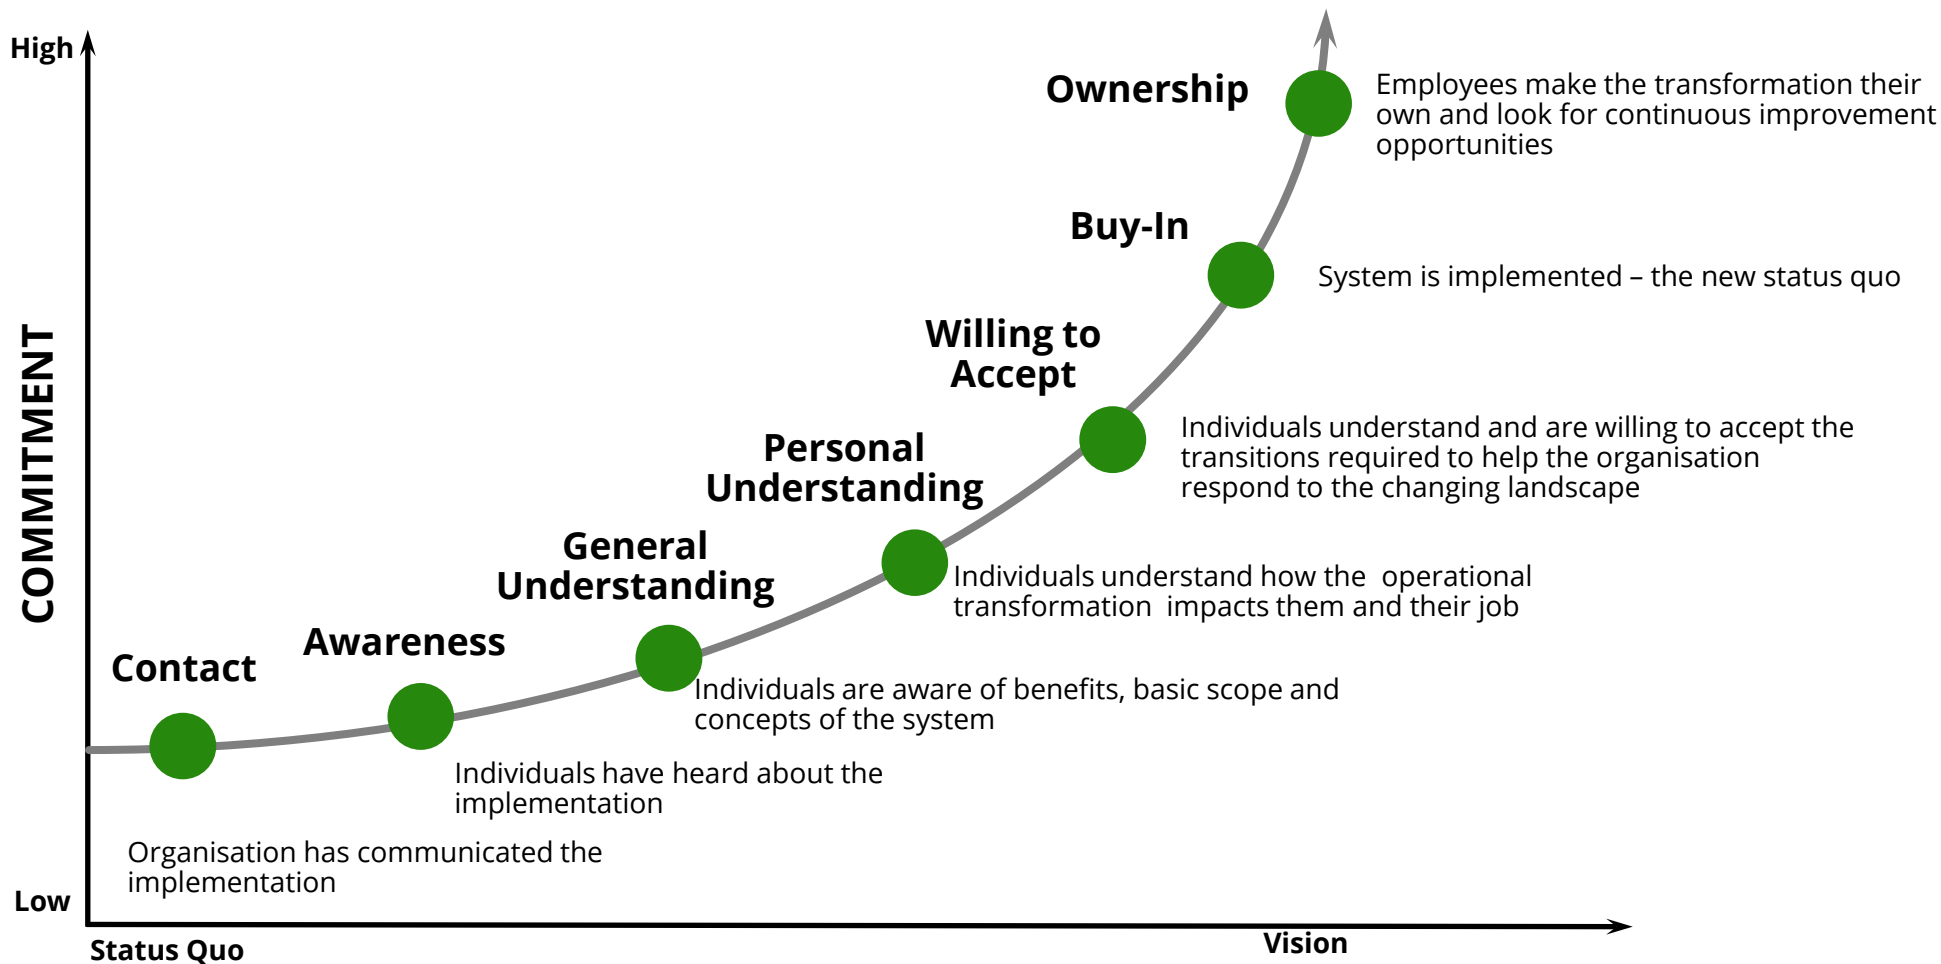 High
Ownership
Employees make the transformation their
own and look for continuous improvement
opportunities
Buy-In
System is implemented – the new status quo
Willing to
Accept
Individuals understand and are willing to accept the
transitions required to help the organisation
respond to the changing landscape
Personal
Understanding
Individuals understand how the operational
transformation impacts them and their job
General
Understanding
Individuals are aware of benefits, basic scope and
concepts of the system
Awareness
Individuals have heard about the
implementation
Contact
Organisation has communicated the
implementation
COMMITMENT
Low
Status Quo
Vision